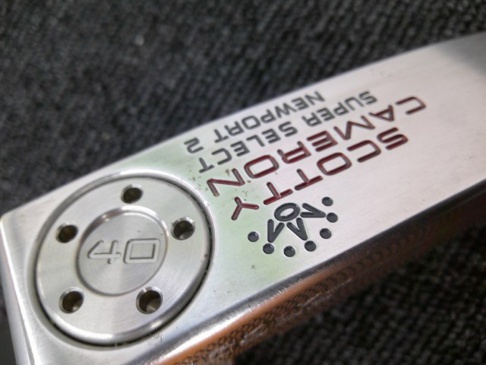 SCOTTY
CAMERON
SUPER SELECT
NEWPORT 2
40